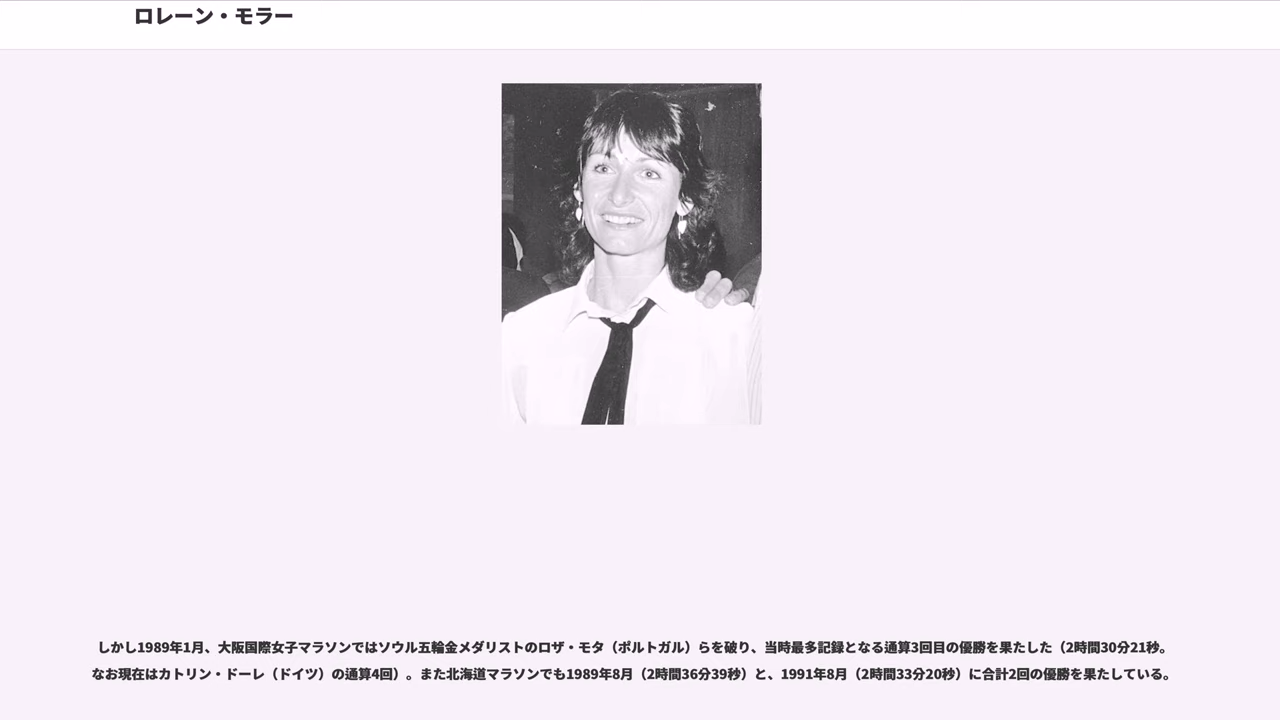 ロレーン・モラー
しかし1989年1月、大阪国際女子マラソンではソウル五輪金メダリストのロザ・モタ（ポルトガル）らを破り、当時最多記録となる通算3回目の優勝を果たした（2時間30分21秒。
なお現在はカトリン・ドーレ（ドイツ）の通算4回）。また北海道マラソンでも1989年8月（2時間36分39秒）と、1991年8月（2時間33分20秒）に合計2回の優勝を果たしている。